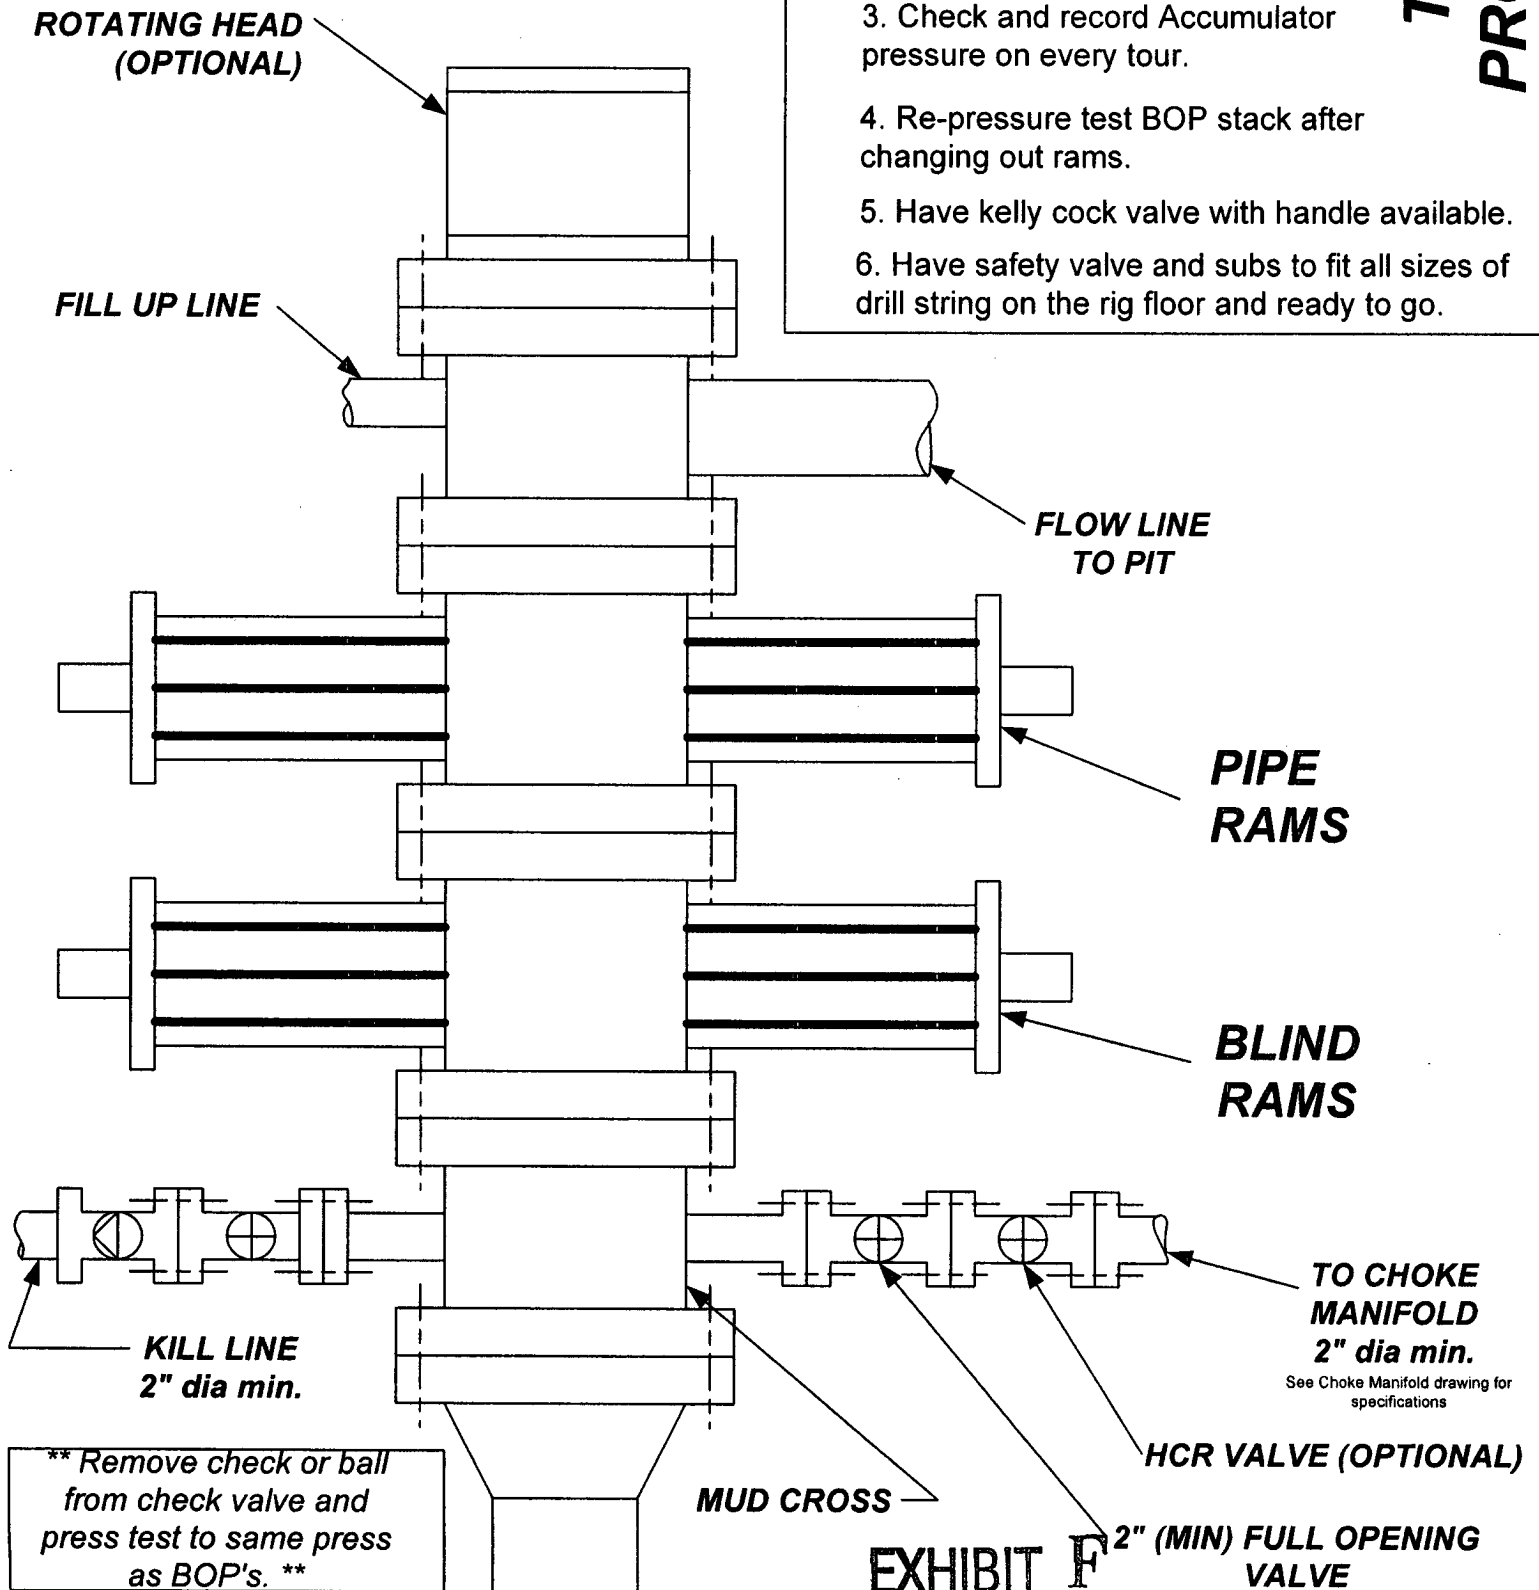 ROTATING HEAD
(OPTIONAL)
3. Check and record Accumulator
pressure on every tour.
4. Re-pressure test BOP stack after
changing out rams.
5. Have kelly cock valve with handle available.
6. Have safety valve and subs to fit all sizes of
drill string on the rig floor and ready to go.
FILL UP LINE
FLOW LINE
TO PIT
PIPE
RAMS
BLIND
RAMS
KILL LINE
2" dia min.
TO CHOKE
MANIFOLD
2" dia min.
See Choke Manifold drawing for
specifications
HCR VALVE (OPTIONAL)
** Remove check or ball
from check valve and
press test to same press
as BOP's. **
MUD CROSS
2" (MIN) FULL OPENING
VALVE
EXHIBIT F